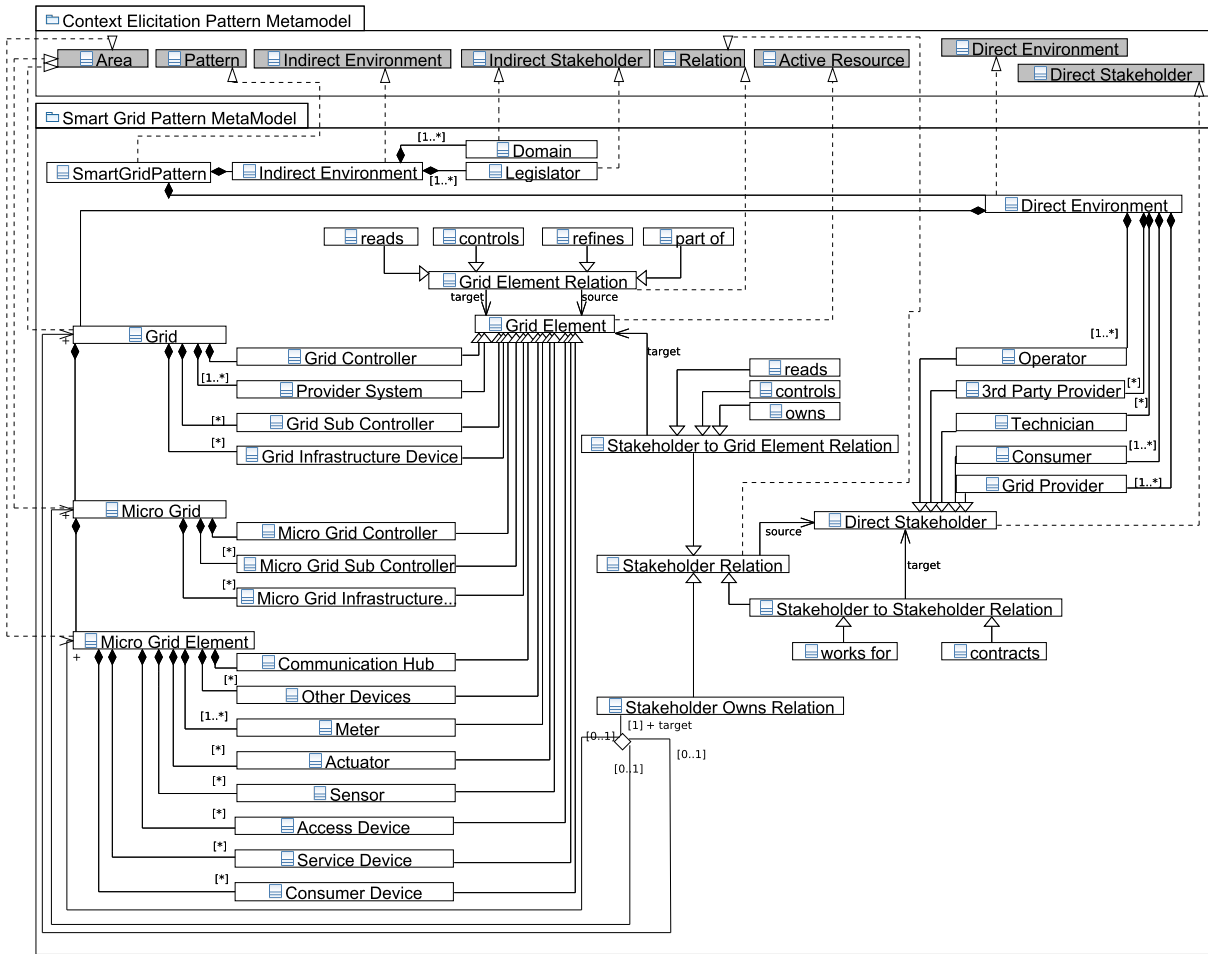 Context Elicitation Pattern Metamodel
Direct Environment
Area
Pattern
Indirect Environment
Indirect Stakeholder
Relation
Active Resource
Direct Stakeholder
Smart Grid Pattern MetaModel
[1..*]
Domain
SmartGridPattern
Indirect Environment
[1..*]
Legislator
Direct Environment
reads
controls
refines
part of
Grid Element Relation
target
source
Grid Element
Grid
+
[1..*]
target
Grid Controller
Operator
reads
[1..*]
Provider System
controls
3rd Party Provider
[*]
[*]
owns
[*]
Grid Sub Controller
Technician
Stakeholder to Grid Element Relation
[*]
Grid Infrastructure Device
Consumer
[1..*]
Grid Provider
[1..*]
Micro Grid
+
Direct Stakeholder
source
Micro Grid Controller
[*]
Micro Grid Sub Controller
Stakeholder Relation
target
[*]
Micro Grid Infrastructure...
Stakeholder to Stakeholder Relation
Micro Grid Element
+
works for
contracts
Communication Hub
[*]
Other Devices
Stakeholder Owns Relation
[1..*]
Meter
[1] + target
[0..1]
[0..1]
[0..1]
[*]
Actuator
[*]
Sensor
[*]
Access Device
[*]
Service Device
[*]
Consumer Device